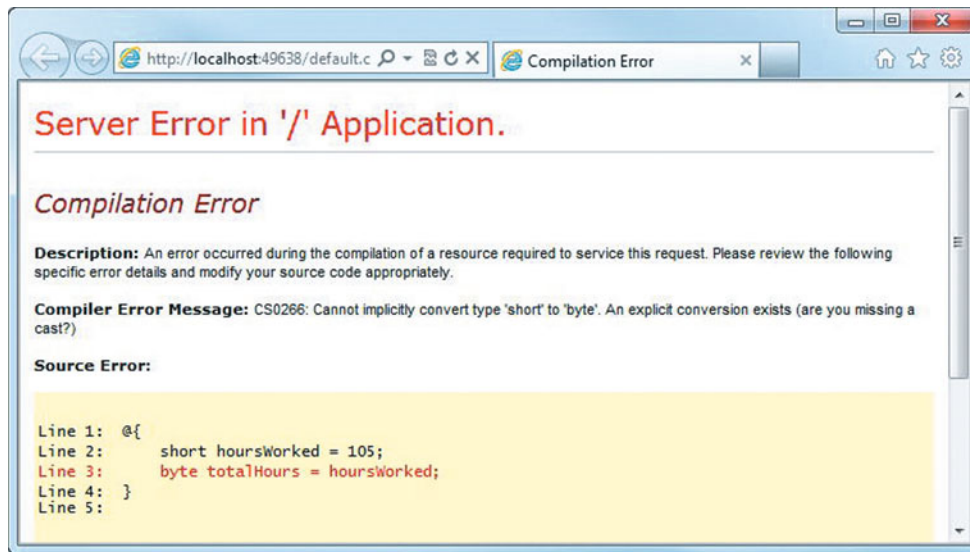 http://localhost:49638/default.c
Compilation Error
Server Error in '/' Application.
Compilation Error
Description: An error occurred during the compilation of a resource required to service this request. Please review the following
specific error details and modify your source code appropriately.
Compiler Error Message: CS0266: Cannot implicitly convert type 'short' to 'byte'. An explicit conversion exists (are you missing a
cast?)
Source Error:
Line 1:  @{
Line 2:      short hoursWorked = 105;
Line 3:      byte totalHours = hoursWorked;
Line 4:  }
Line 5: